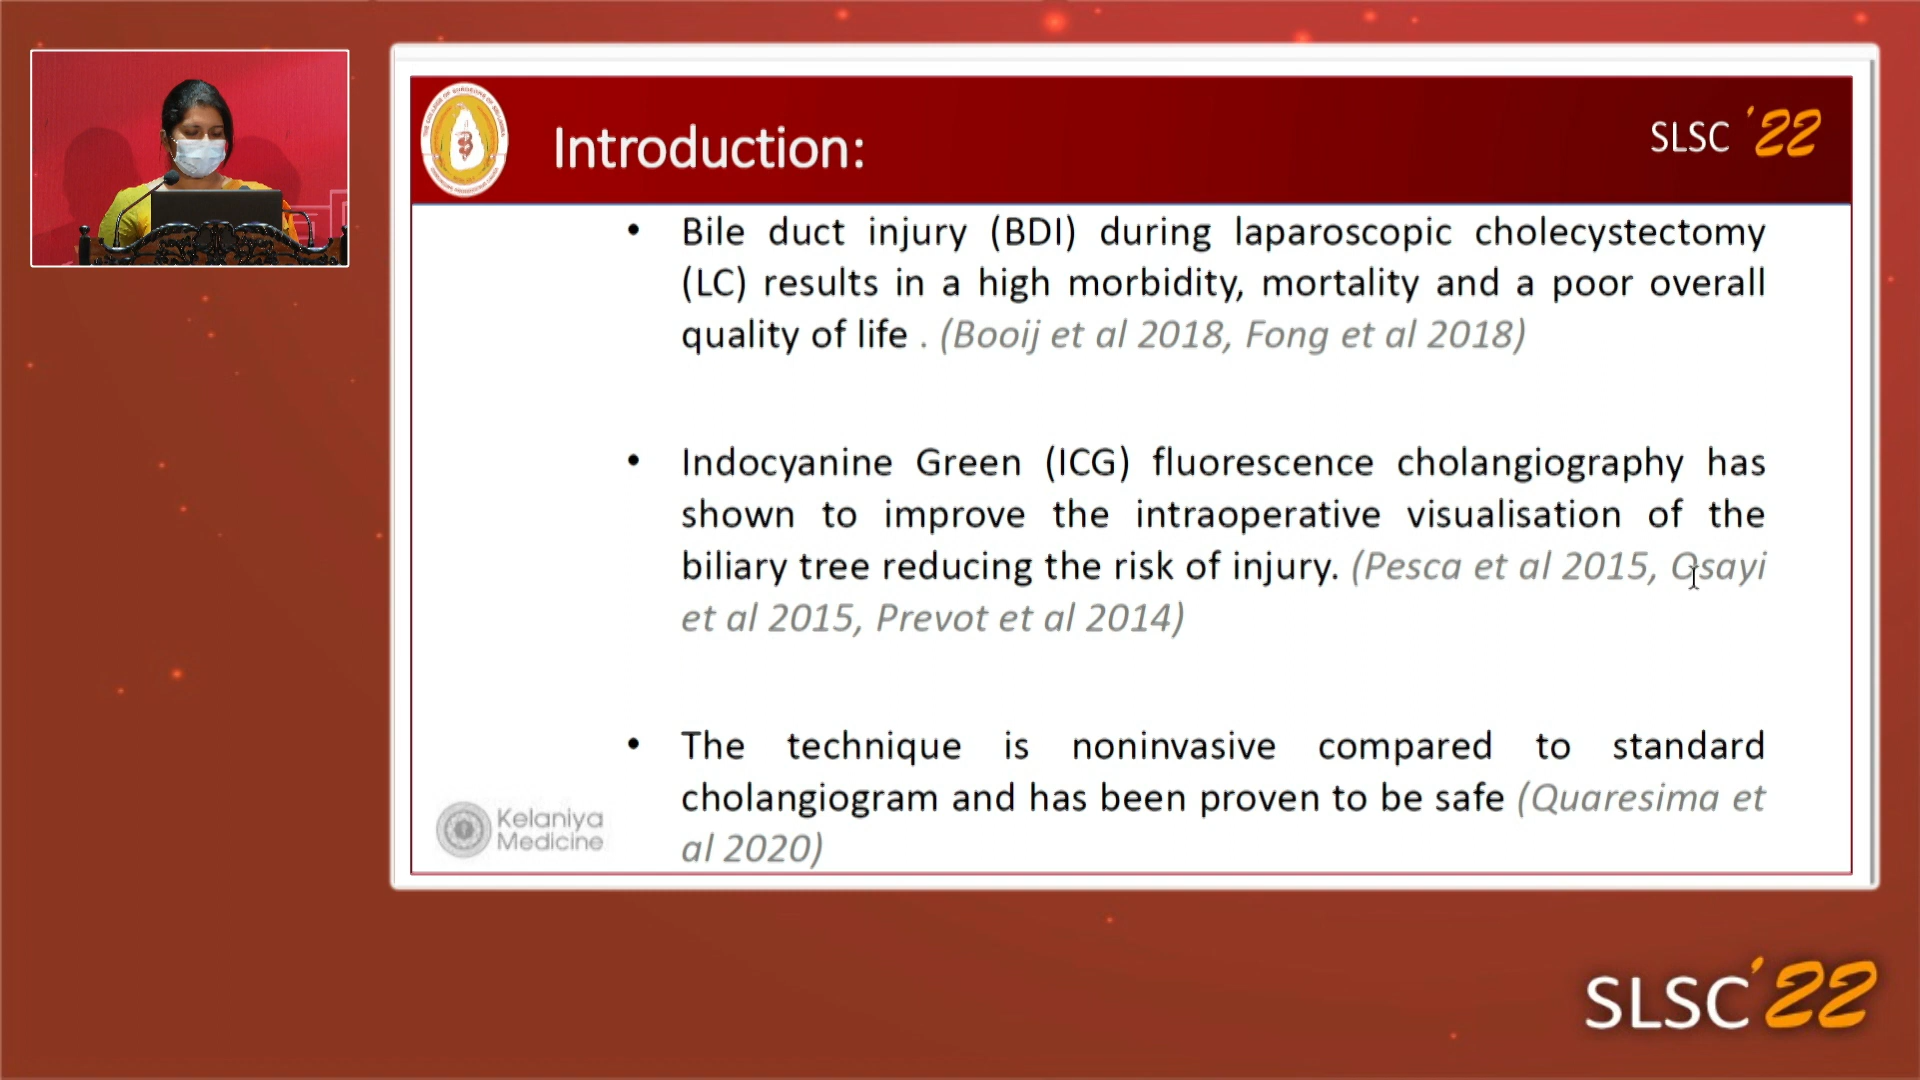 Introduction:
SLSC '22
• Bile duct injury (BDI) during laparoscopic cholecystectomy
(LC) results in a high morbidity, mortality and a poor overall
quality of life . (Booij et al 2018, Fong et al 2018)
• Indocyanine Green (ICG) fluorescence cholangiography has
shown to improve the intraoperative visualisation of the
biliary tree reducing the risk of injury. (Pesca et al 2015, Osayi
et al 2015, Prevot et al 2014)
• The technique is noninvasive compared to standard
cholangiogram and has been proven to be safe (Quaresima et
al 2020)
Kelaniya
Medicine
SLSC '22